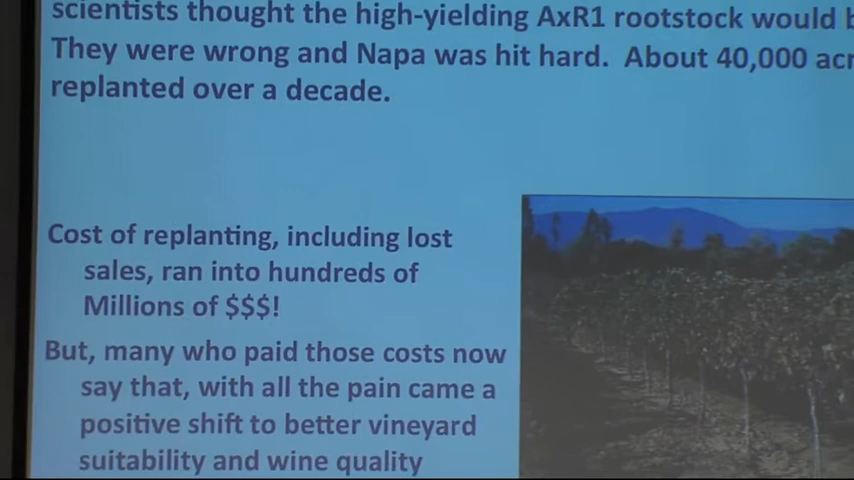 scientists thought the high-yielding AxR1 rootstock would
They were wrong and Napa was hit hard. About 40,000
replanted over a decade.
Cost of replanting, including lost
sales, ran into hundreds of
Millions of $$$!
But, many who paid those costs now
say that, with all the pain came a
positive shift to better vineyard
suitability and wine quality